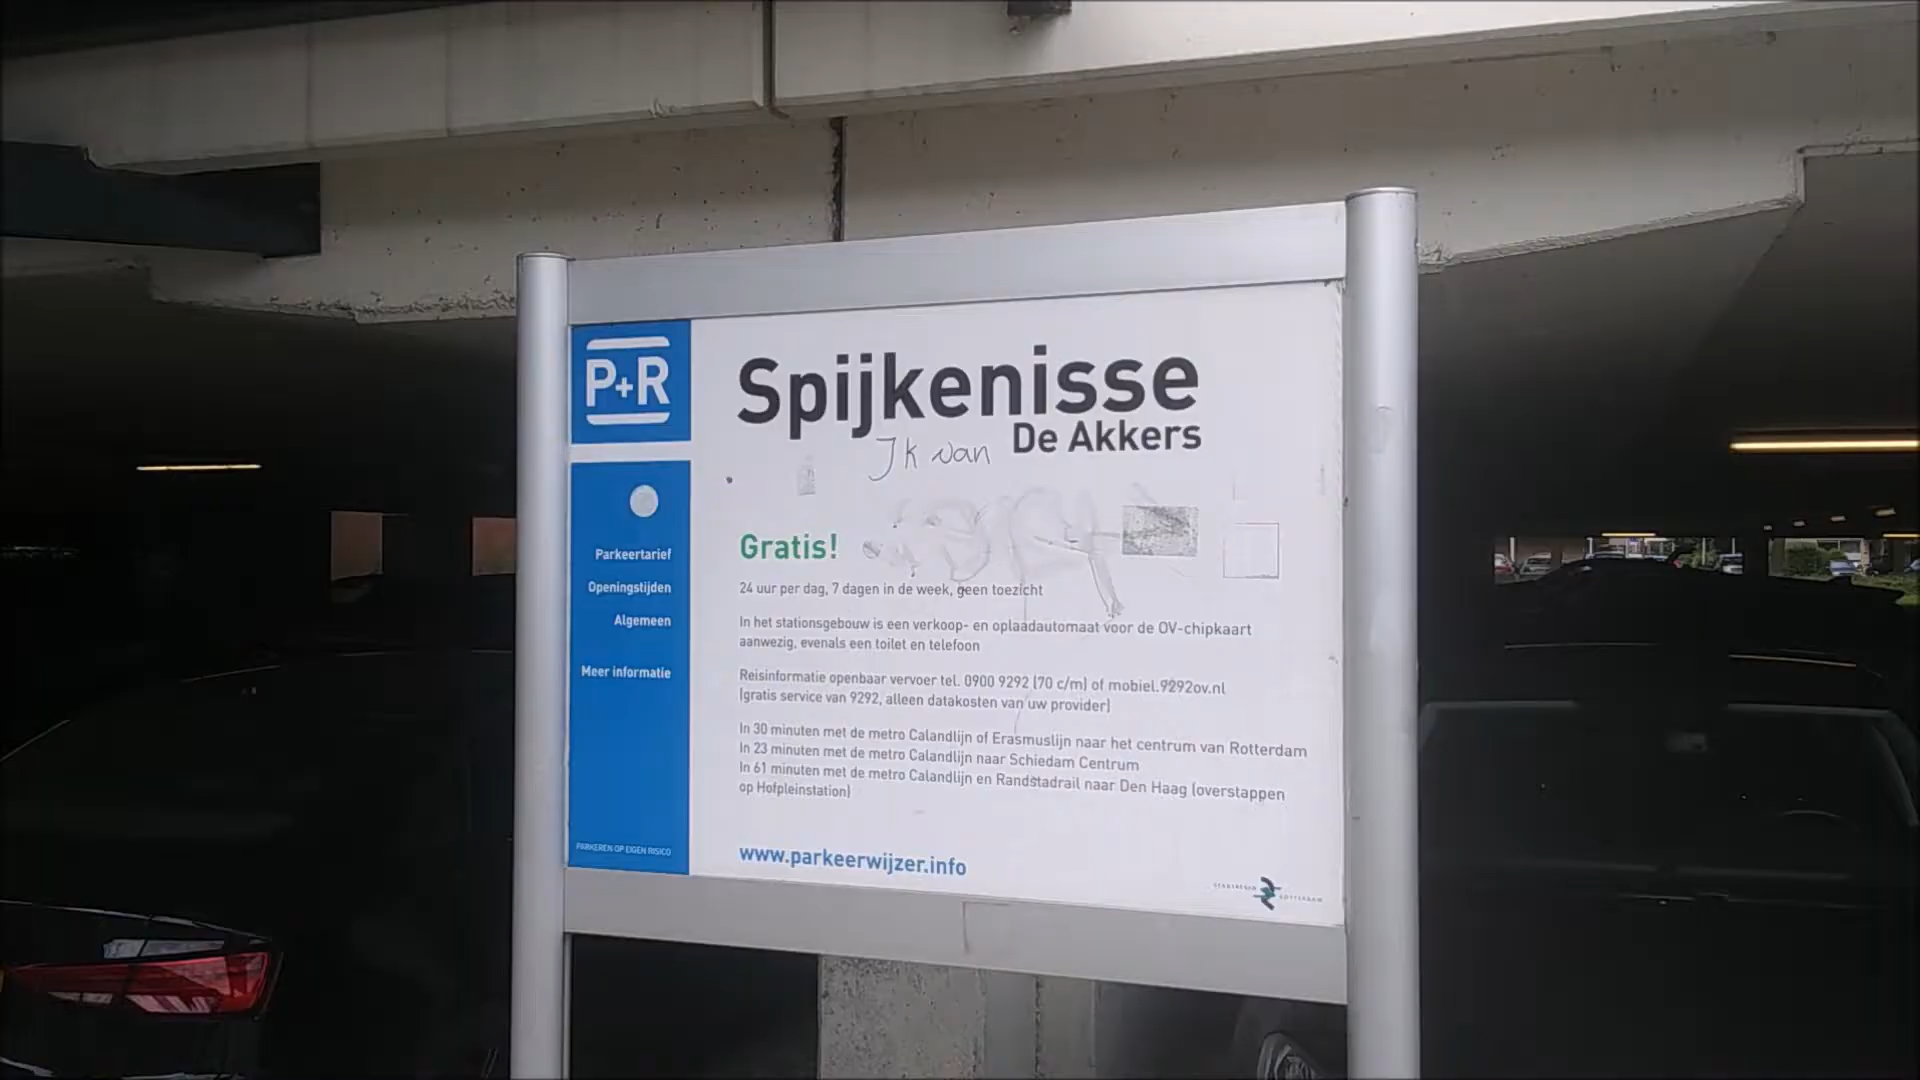 P+R
Spijkenisse
De Akkers
Ik van
Parkeertarief
Openingstijden
Algemeen
Meer informatie
PARKEREN OP EIGEN RISICO
Gratis!
24 uur per dag, 7 dagen in de week, geen toezicht
In het stationsgebouw is een verkoop- en oplaadautomaat voor de OV-chipkaart
aanwezig, evenals een toilet en telefoon
Reisinformatie openbaar vervoer tel. 0900 9292 (70 c/m) of mobiel.9292ov.nl
(gratis service van 9292, alleen datakosten van uw provider)
In 30 minuten met de metro Calandlijn of Erasmuslijn naar het centrum van Rotterdam
In 23 minuten met de metro Calandlijn naar Schiedam Centrum
In 61 minuten met de metro Calandlijn en Randstadrail naar Den Haag (overstappen
op Hofpleinstation)
www.parkeerwijzer.info
STADSREGIO ROTTERDAM